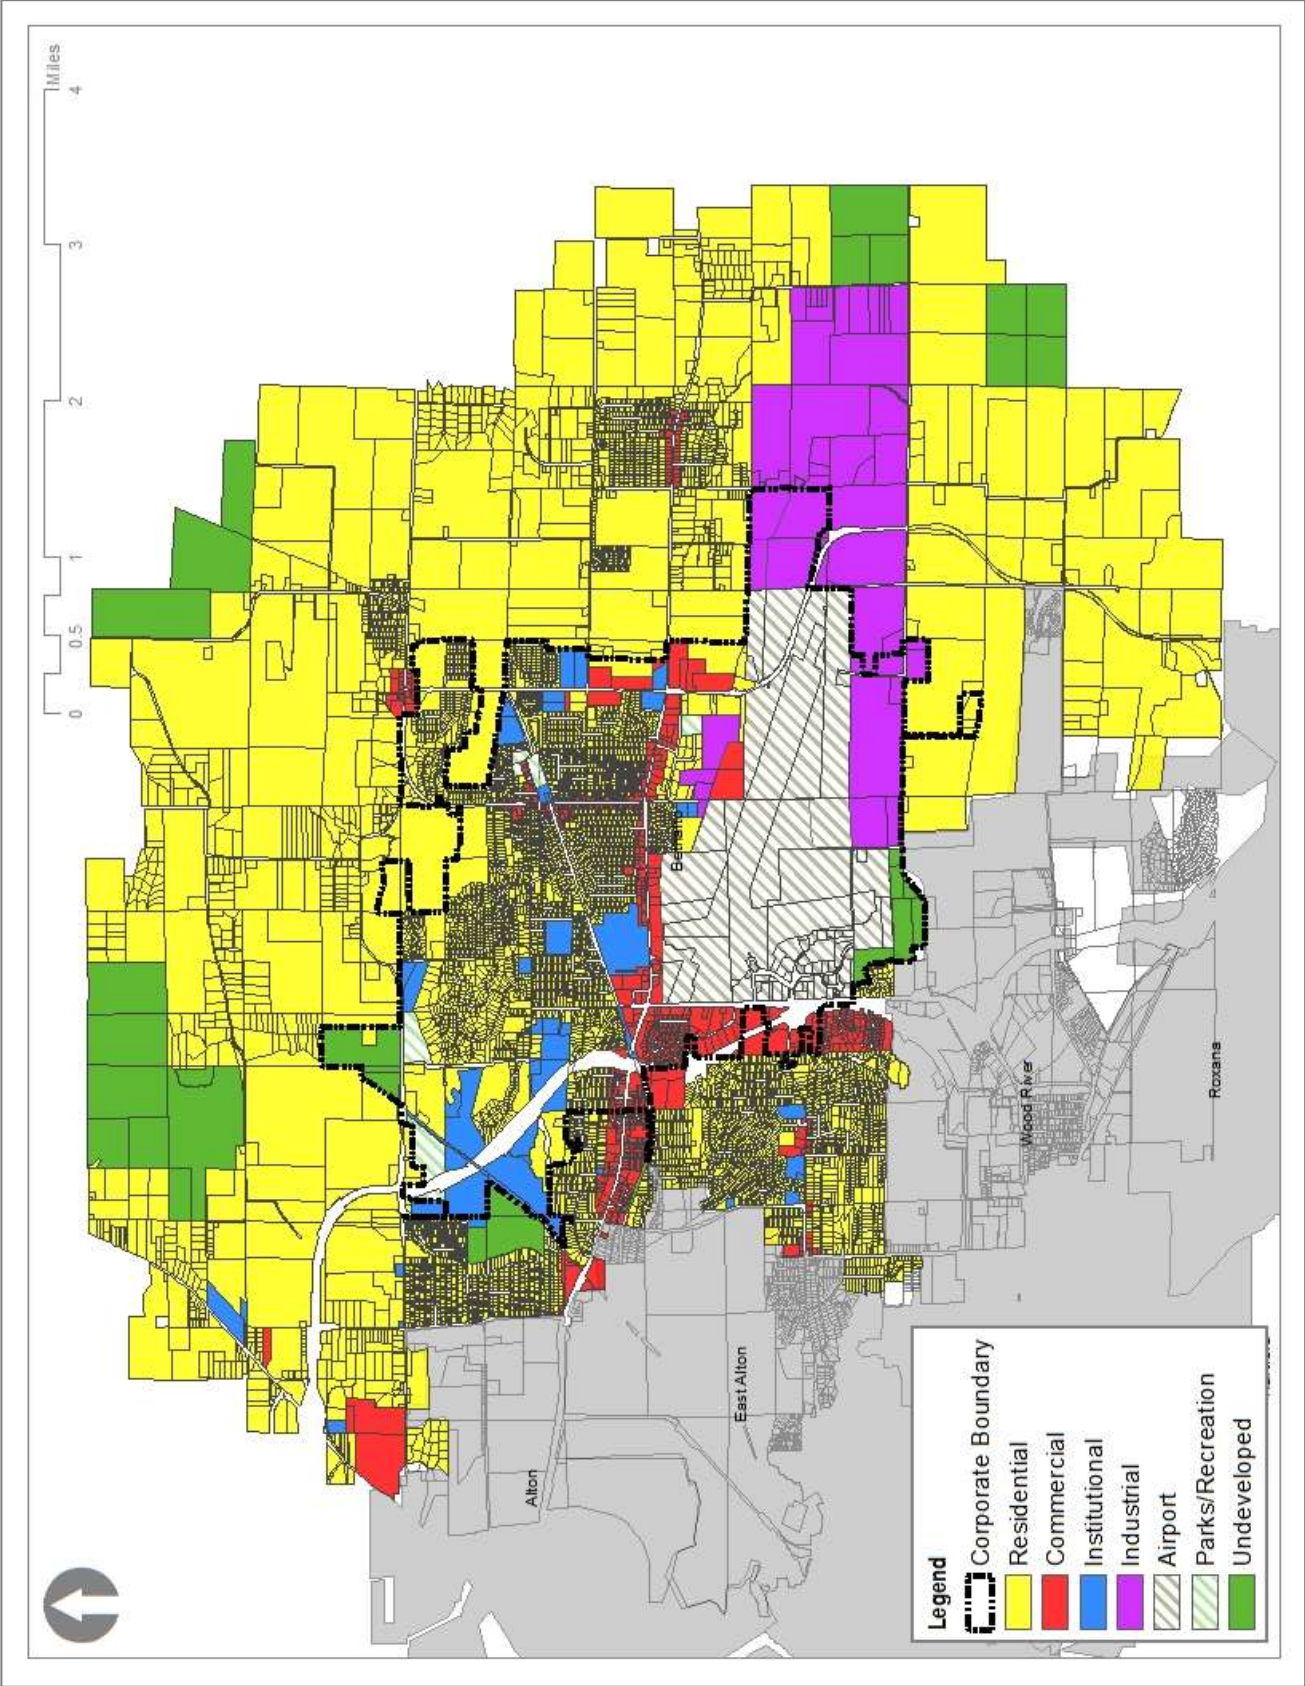 Miles
0 0.5 1 2 3 4
Bethalto
Alton
East Alton
Wood River
Roxana
Legend
Corporate Boundary
Residential
Commercial
Institutional
Industrial
Airport
Parks/Recreation
Undeveloped